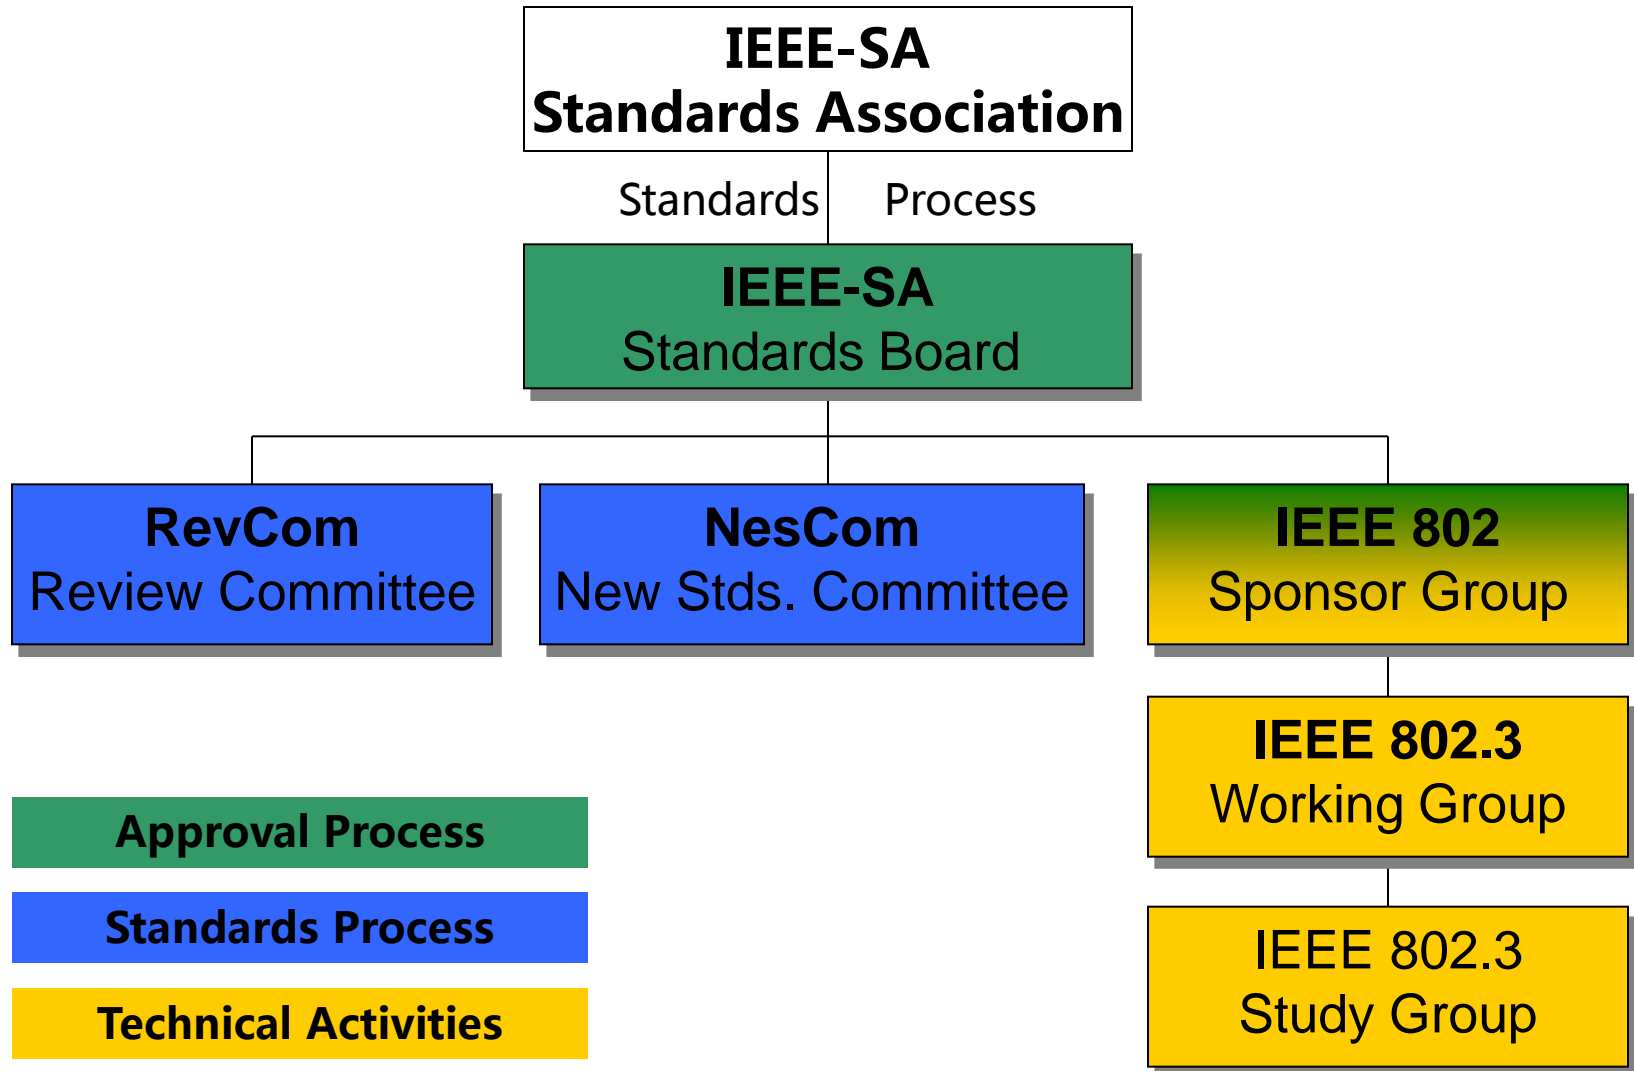 IEEE-SA
Standards Association
Standards Process
IEEE-SA
Standards Board
RevCom
Review Committee
NesCom
New Stds. Committee
IEEE 802
Sponsor Group
IEEE 802.3
Working Group
IEEE 802.3
Study Group
Approval Process
Standards Process
Technical Activities